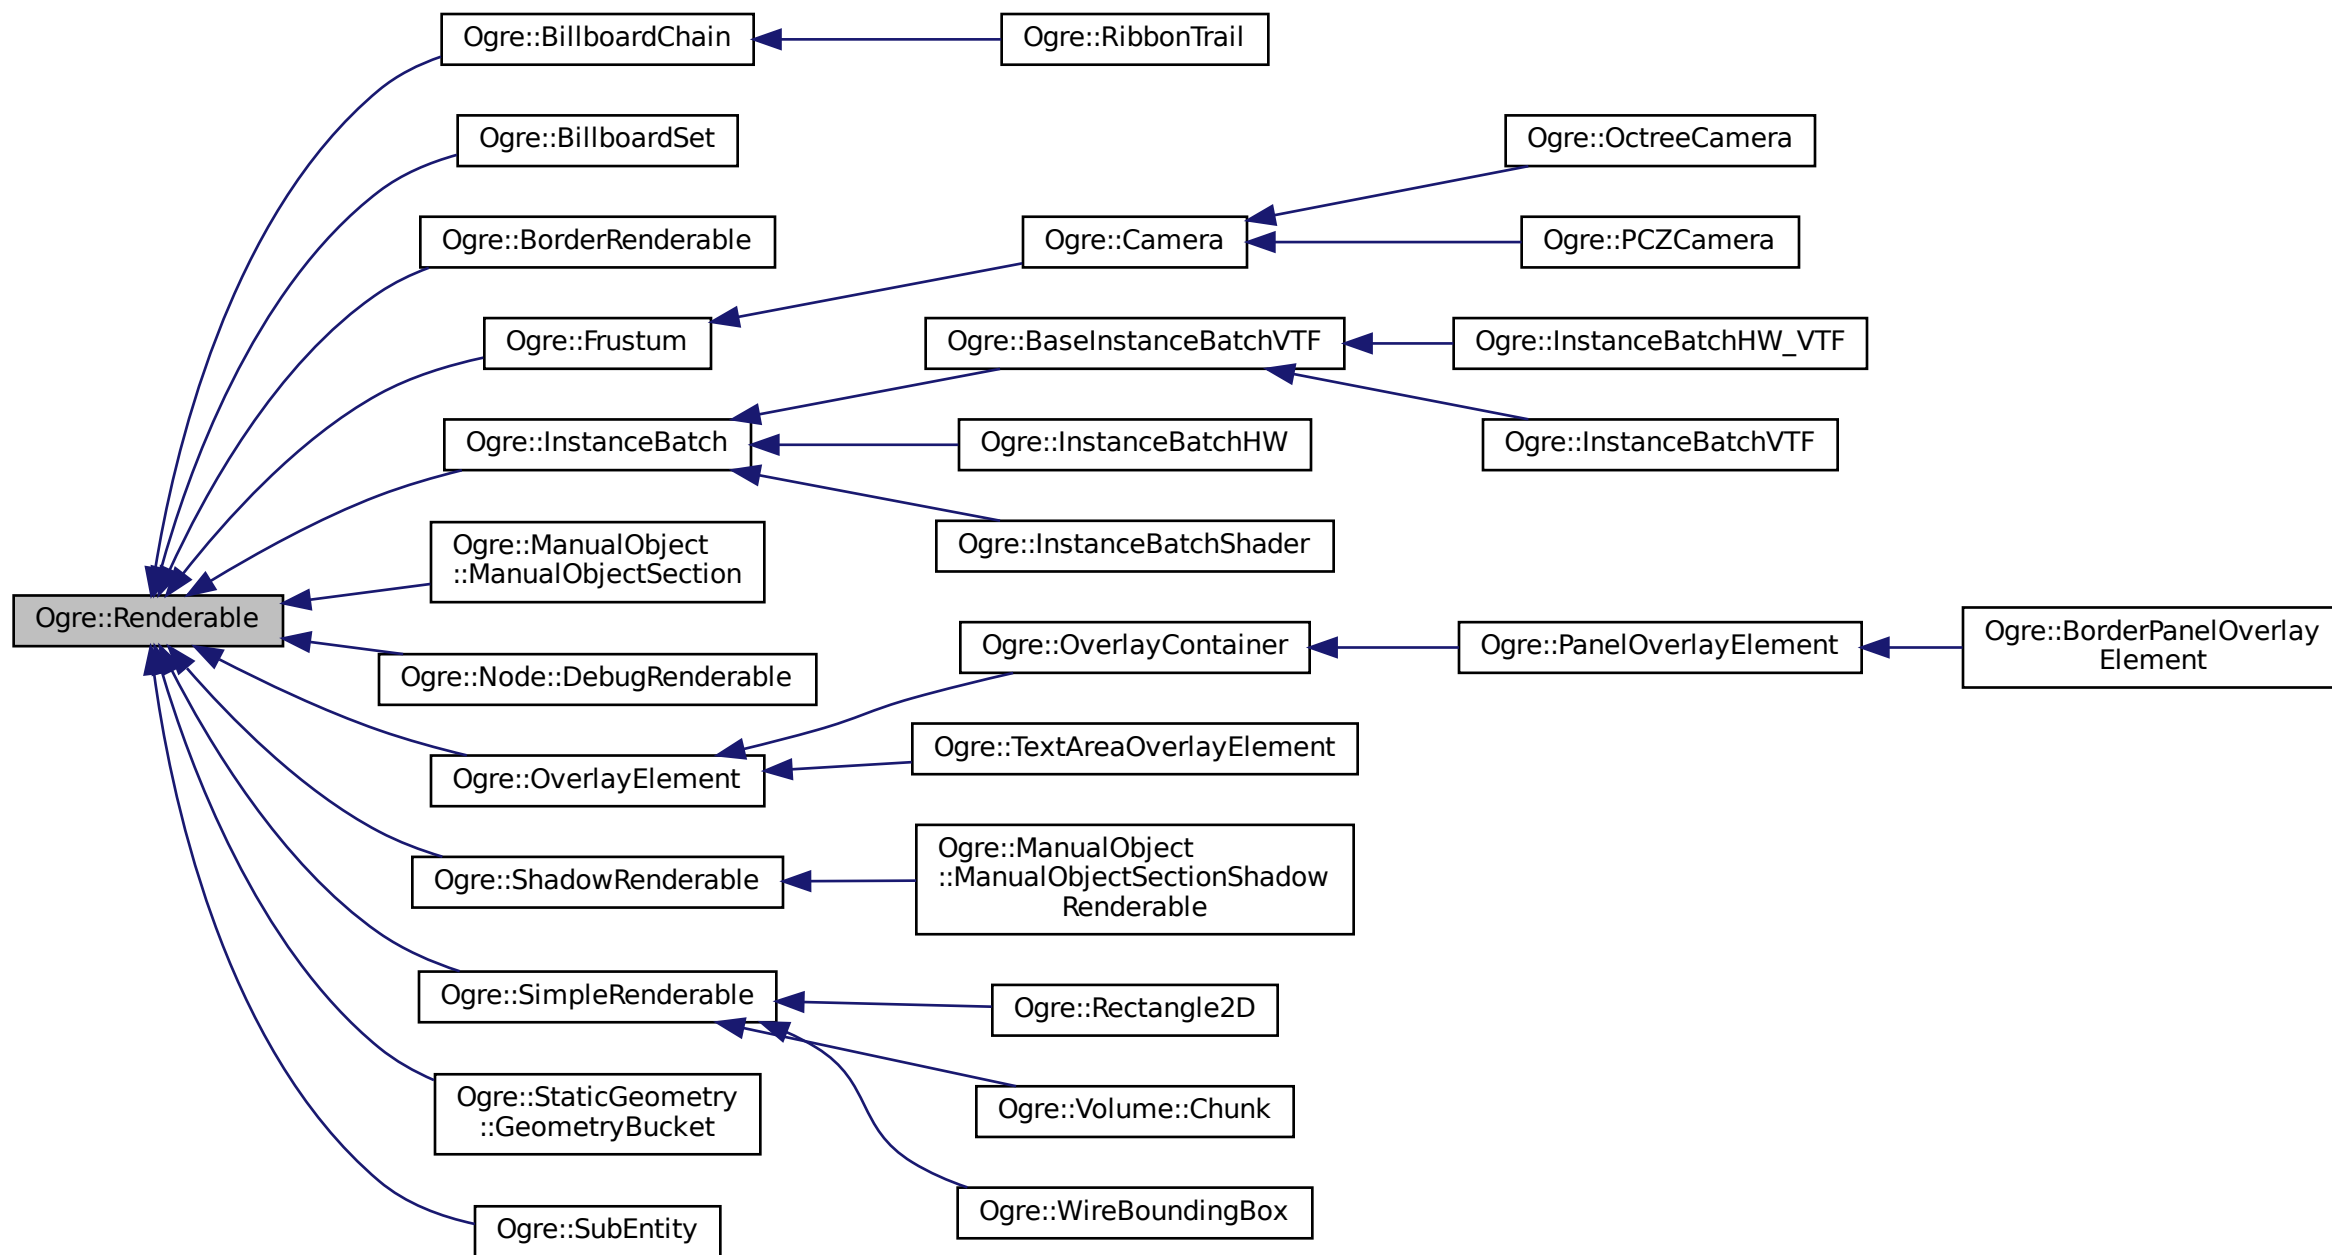 Ogre::BillboardChain
Ogre::RibbonTrail
Ogre::BillboardSet
Ogre::OctreeCamera
Ogre::BorderRenderable
Ogre::Camera
Ogre::PCZCamera
Ogre::Frustum
Ogre::BaseInstanceBatchVTF
Ogre::InstanceBatchHW_VTF
Ogre::InstanceBatch
Ogre::InstanceBatchHW
Ogre::InstanceBatchVTF
Ogre::InstanceBatchShader
Ogre::ManualObject
::ManualObjectSection
Ogre::Renderable
Ogre::OverlayContainer
Ogre::PanelOverlayElement
Ogre::BorderPanelOverlay
Element
Ogre::Node::DebugRenderable
Ogre::TextAreaOverlayElement
Ogre::OverlayElement
Ogre::ManualObject
::ManualObjectSectionShadow
Renderable
Ogre::ShadowRenderable
Ogre::SimpleRenderable
Ogre::Rectangle2D
Ogre::StaticGeometry
::GeometryBucket
Ogre::Volume::Chunk
Ogre::WireBoundingBox
Ogre::SubEntity